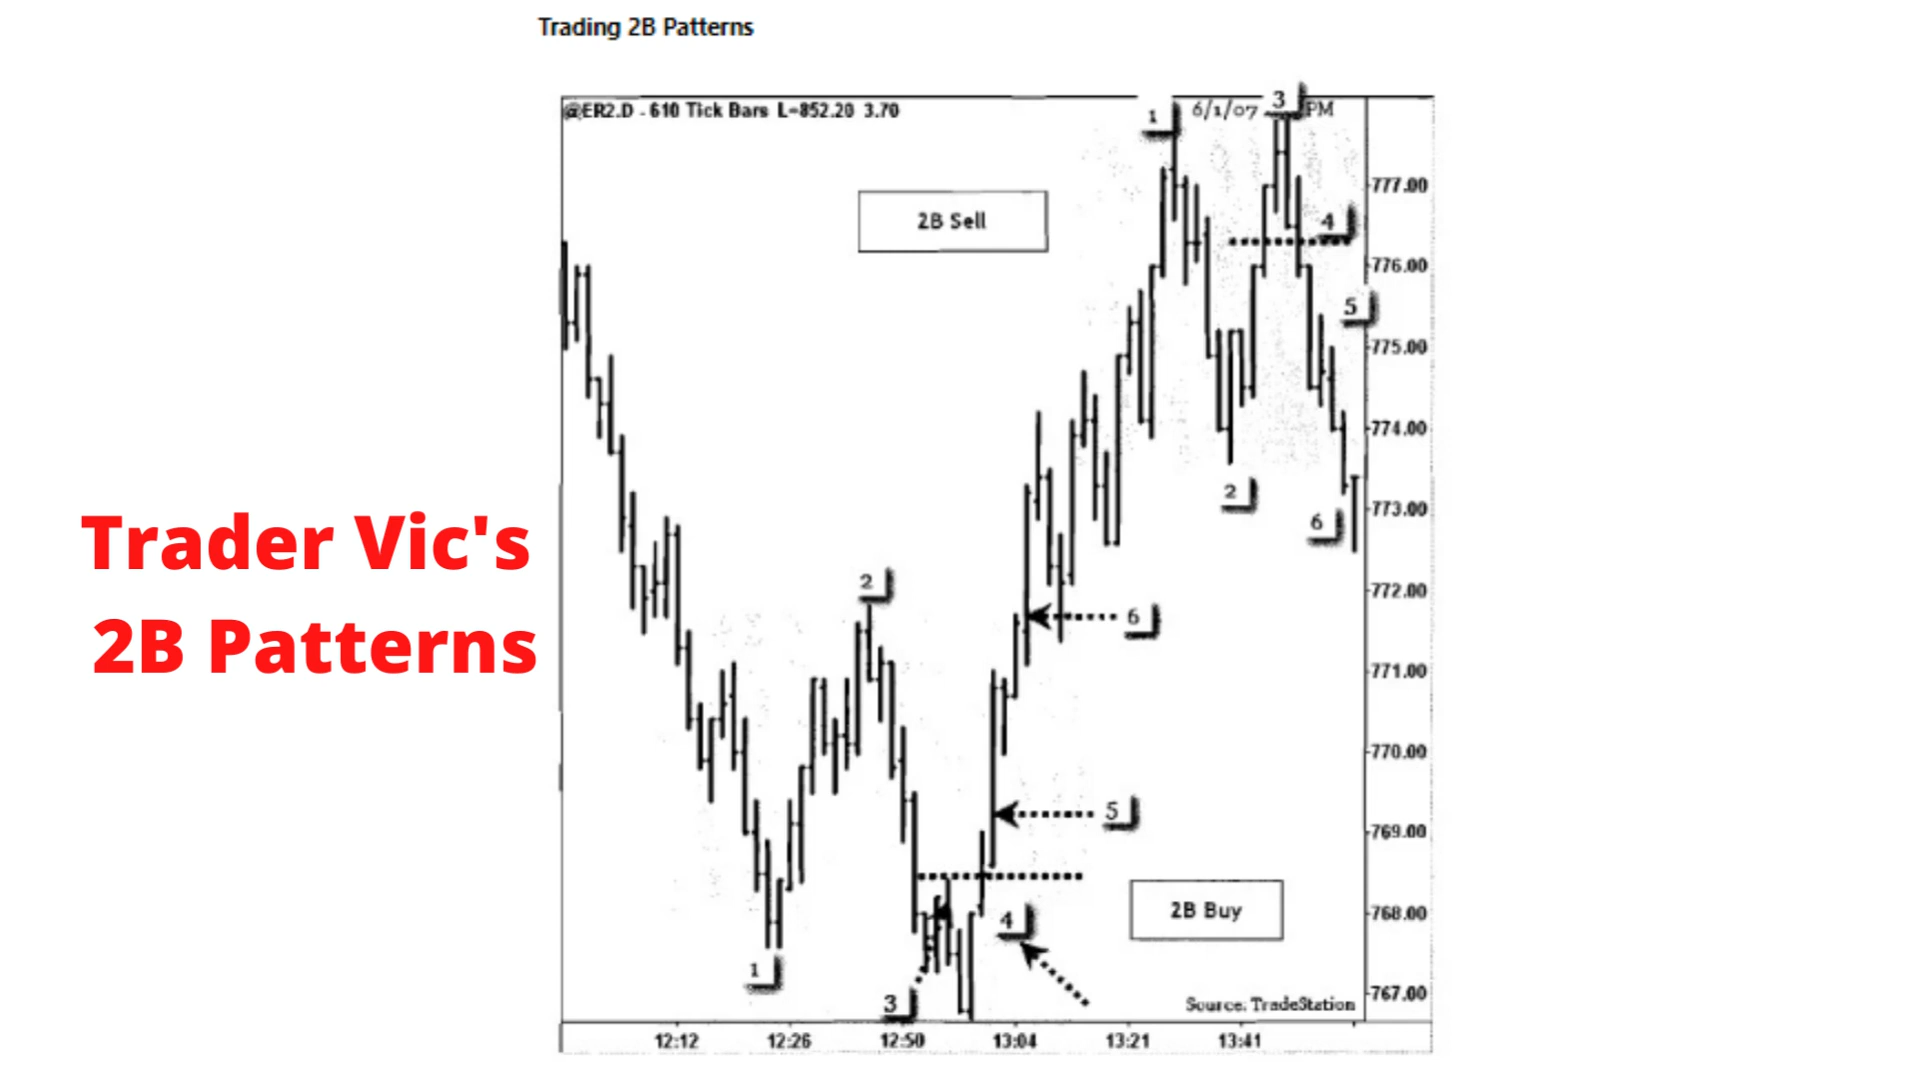 Trading 2B Patterns
@ER2.D - 610 Tick Bars L=852.20 3.70
6/1/07
PM
1
3
777.00
2B Sell
4
776.00
5
775.00
774.00
2
773.00
6
Trader Vic's
2B Patterns
2
772.00
6
771.00
770.00
5
769.00
4
768.00
2B Buy
1
3
767.00
Source: TradeStation
12:12 12:26 12:50 13:04 13:21 13:41